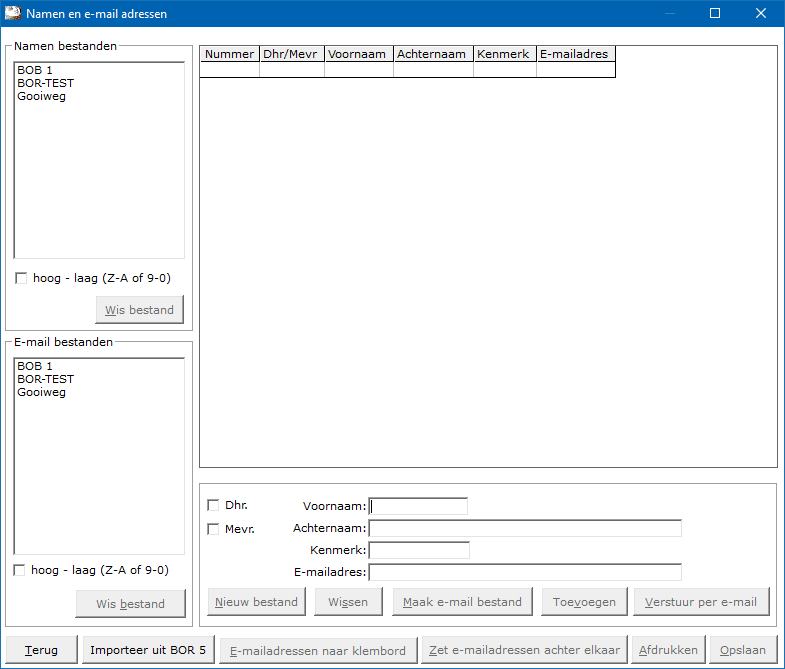 Namen en e-mail adressen
Namen bestanden
BOB 1
BOR-TEST
Gooiweg
hoog - laag (Z-A of 9-0)
Wis bestand
E-mail bestanden
BOB 1
BOR-TEST
Gooiweg
hoog - laag (Z-A of 9-0)
Wis bestand
Nummer Dhr/Mevr Voornaam Achternaam Kenmerk E-mailadres
Dhr. Voornaam:
Mevr. Achternaam:
Kenmerk:
E-mailadres:
Nieuw bestand Wissen Maak e-mail bestand Toevoegen Verstuur per e-mail
Terug Importeer uit BOR 5 E-mailadressen naar klembord Zet e-mailadressen achter elkaar Afdrukken Opslaan